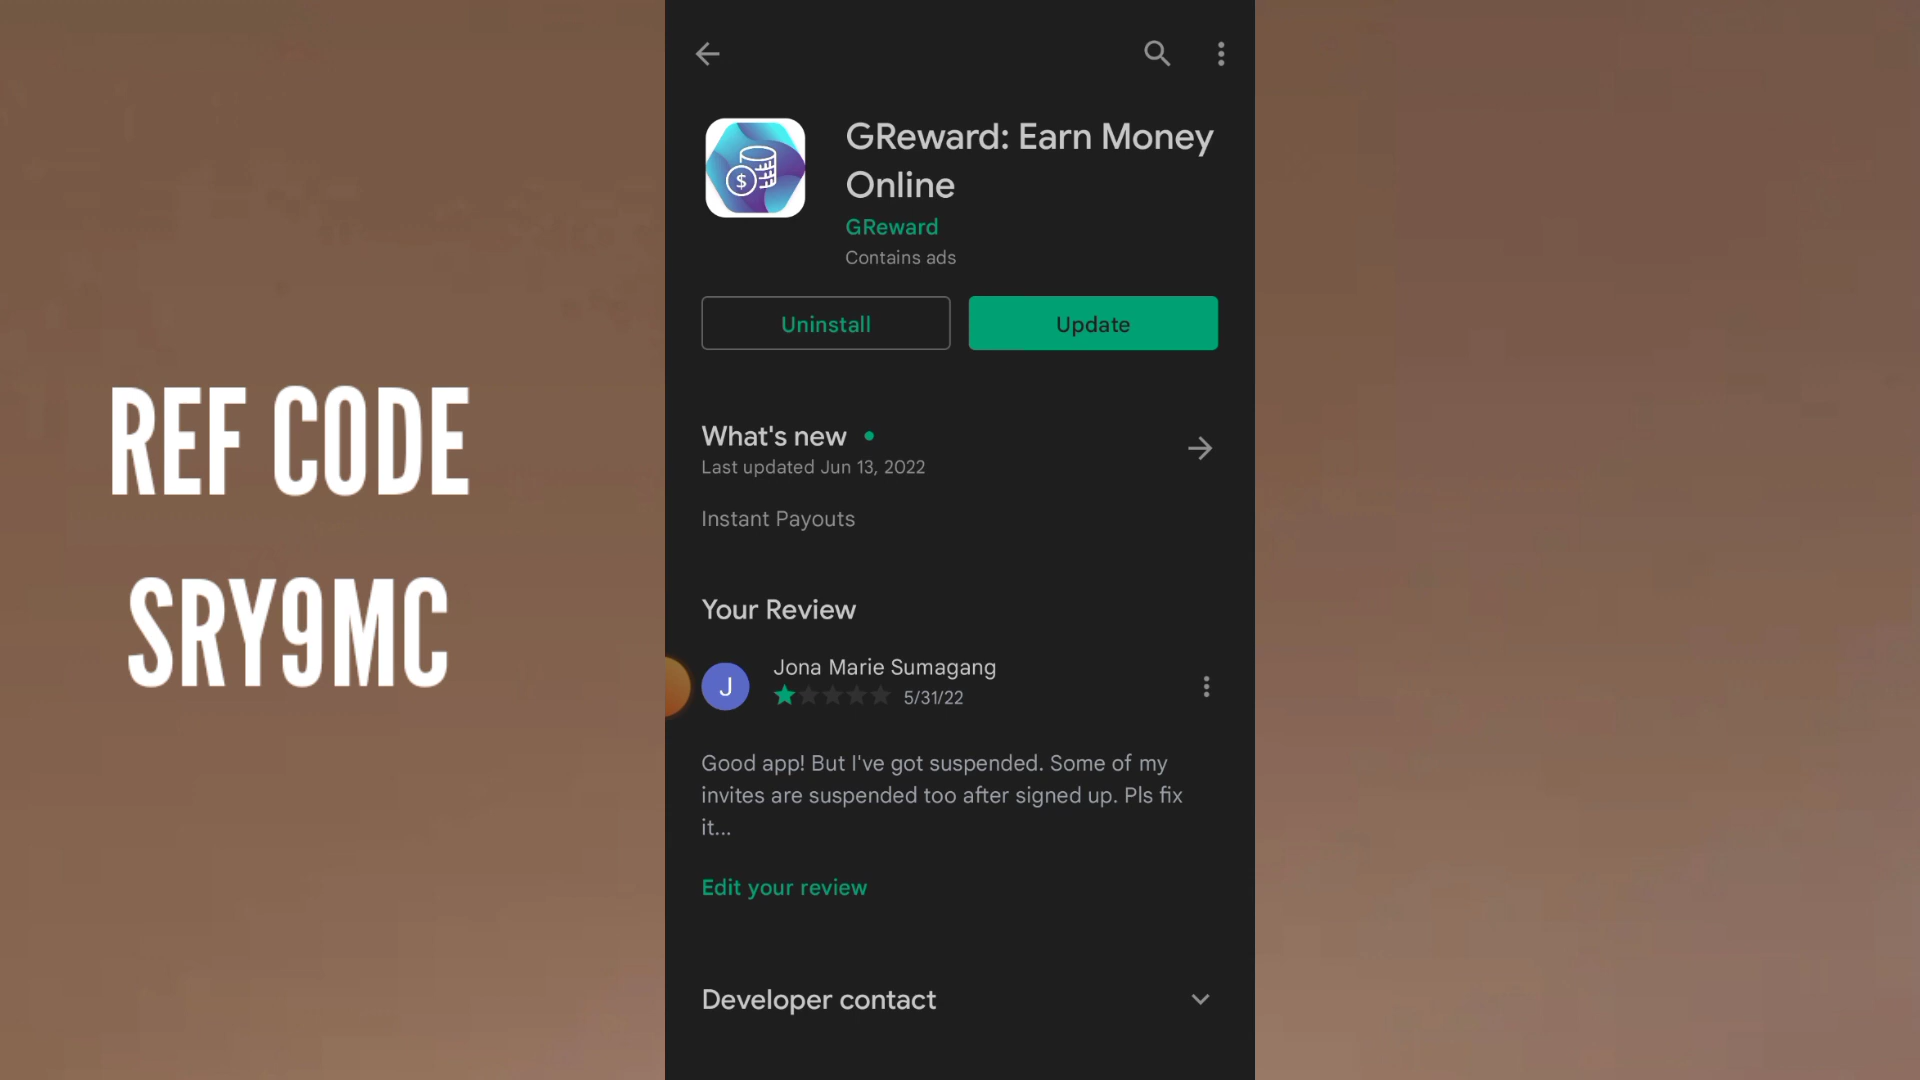 REF CODE
SRY9MC
GReward: Earn Money
Online
GReward
Contains ads
Uninstall
Update
What's new
Last updated Jun 13, 2022
Instant Payouts
Your Review
J
Jona Marie Sumagang
5/31/22
Good app! But I've got suspended. Some of my
invites are suspended too after signed up. Pls fix
it...
Edit your review
Developer contact